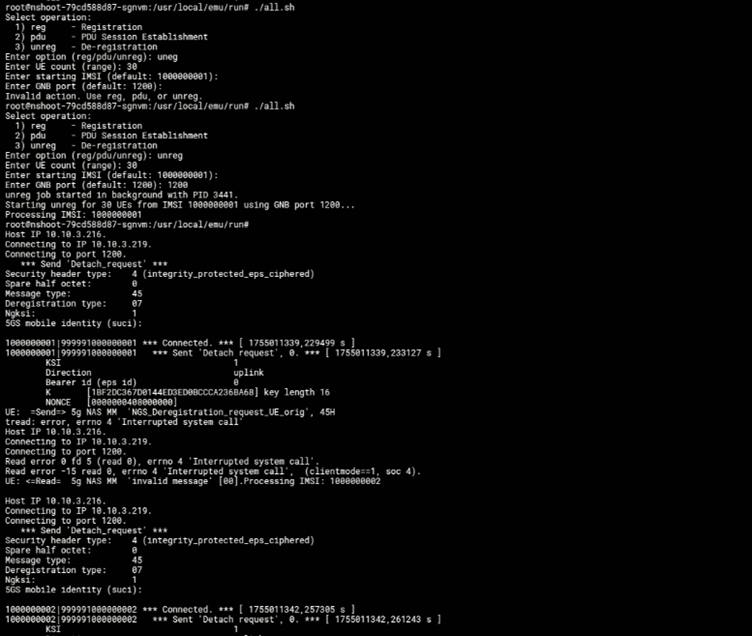 root@nshoot-79cd588d87-sgnvm:/usr/local/emu/run# ./all.sh
Select operation:
1) reg - Registration
2) pdu - PDU Session Establishment
3) unreg - De-registration
Enter option (reg/pdu/unreg): uneg
Enter UE count (range): 30
Enter starting IMSI (default: 1000000001):
Enter GNB port (default: 1200):
Invalid action. Use reg, pdu, or unreg.
root@nshoot-79cd588d87-sgnvm:/usr/local/emu/run# ./all.sh
Select operation:
1) reg - Registration
2) pdu - PDU Session Establishment
3) unreg - De-registration
Enter option (reg/pdu/unreg): unreg
Enter UE count (range): 30
Enter starting IMSI (default: 1000000001):
Enter GNB port (default: 1200): 1200
unreg job started in background with PID 3441.
Starting unreg for 30 UEs from IMSI 1000000001 using GNB port 1200...
Processing IMSI: 1000000001
root@nshoot-79cd588d87-sgnvm:/usr/local/emu/run#
Host IP 10.10.3.216.
Connecting to IP 10.10.3.219.
Connecting to port 1200.
*** Send 'Detach_request' ***
Security header type: 4 (integrity_protected_eps_ciphered)
Spare half octet: 0
Message type: 45
Deregistration type: 07
Ngksi: 1
5GS mobile identity (suci):
1000000001|999991000000001 *** Connected. *** [ 1755011339,229499 s ]
1000000001|999991000000001 *** Sent 'Detach request', 0. *** [ 1755011339,233127 s ]
KSI 1
Direction uplink
Bearer id (eps id) 0
K [1BF2DC367D0144ED3ED0BCCCA236BA68] key length 16
NONCE [0000000408000000]
UE: =Send=> 5g NAS MM 'NGS_Deregistration_request_UE_orig', 45H
tread: error, errno 4 'Interrupted system call'
Host IP 10.10.3.216.
Connecting to IP 10.10.3.219.
Connecting to port 1200.
Read error 0 fd 5 (read 0), errno 4 'Interrupted system call'.
Read error -15 read 0, errno 4 'Interrupted system call', (clientmode==1, soc 4).
UE: <=Read= 5g NAS MM 'invalid message' [00].Processing IMSI: 1000000002
Host IP 10.10.3.216.
Connecting to IP 10.10.3.219.
Connecting to port 1200.
*** Send 'Detach_request' ***
Security header type: 4 (integrity_protected_eps_ciphered)
Spare half octet: 0
Message type: 45
Deregistration type: 07
Ngksi: 1
5GS mobile identity (suci):
1000000002|999991000000002 *** Connected. *** [ 1755011342,257305 s ]
1000000002|999991000000002 *** Sent 'Detach request', 0. *** [ 1755011342,261243 s ]
KSI 1